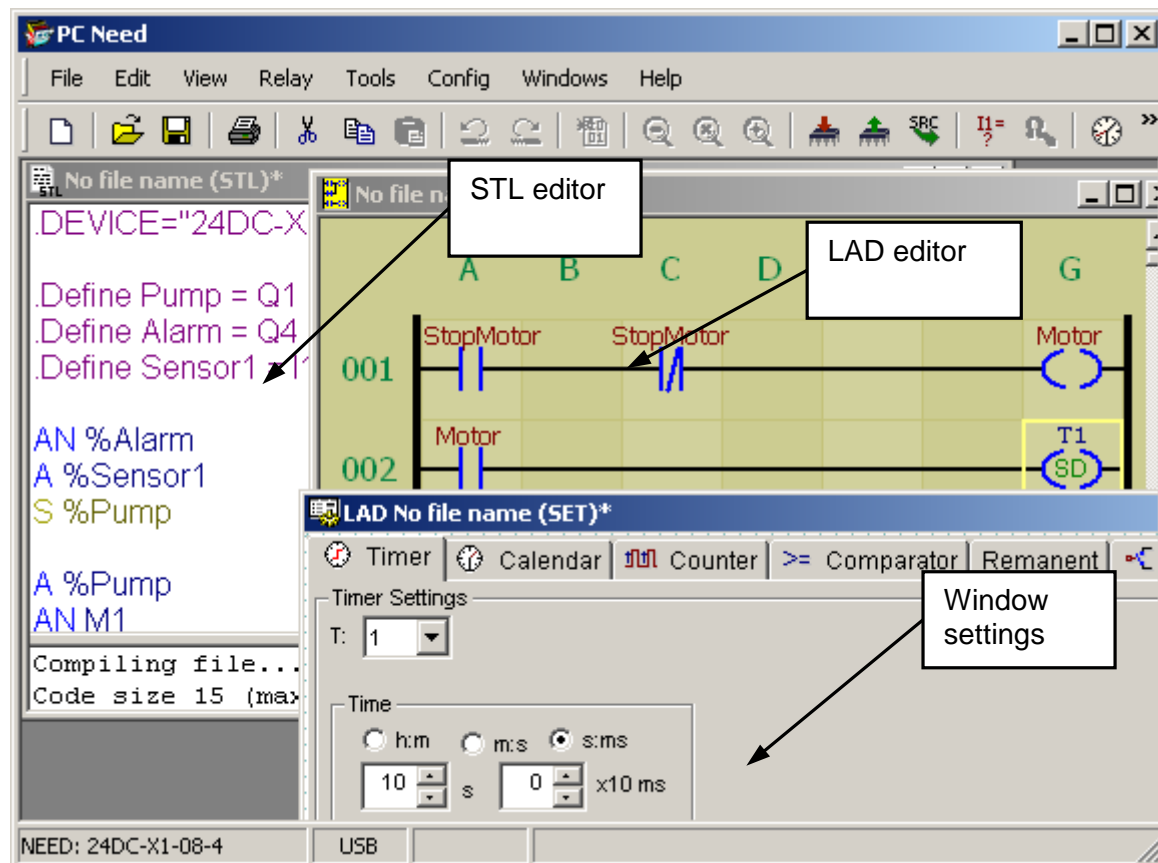 PC Need
File Edit View Relay Tools Config Windows Help
SRC I1=?
»
No file name (STL)*
STL
.DEVICE="24DC-X
.Define Pump = Q1
.Define Alarm = Q4
.Define Sensor1
AN %Alarm
A %Sensor1
S %Pump
A %Pump
AN M1
Compiling file...
Code size 15 (max
No file
STL editor
LAD editor
A B C D G
StopMotor StopMotor Motor
001
Motor T1
002 SD
LAD No file name (SET)*
Timer Calendar Counter >= Comparator Remanent
Window
settings
Timer Settings
T: 1
Time
h:m m:s s:ms
10 s 0 x10 ms
NEED: 24DC-X1-08-4 USB